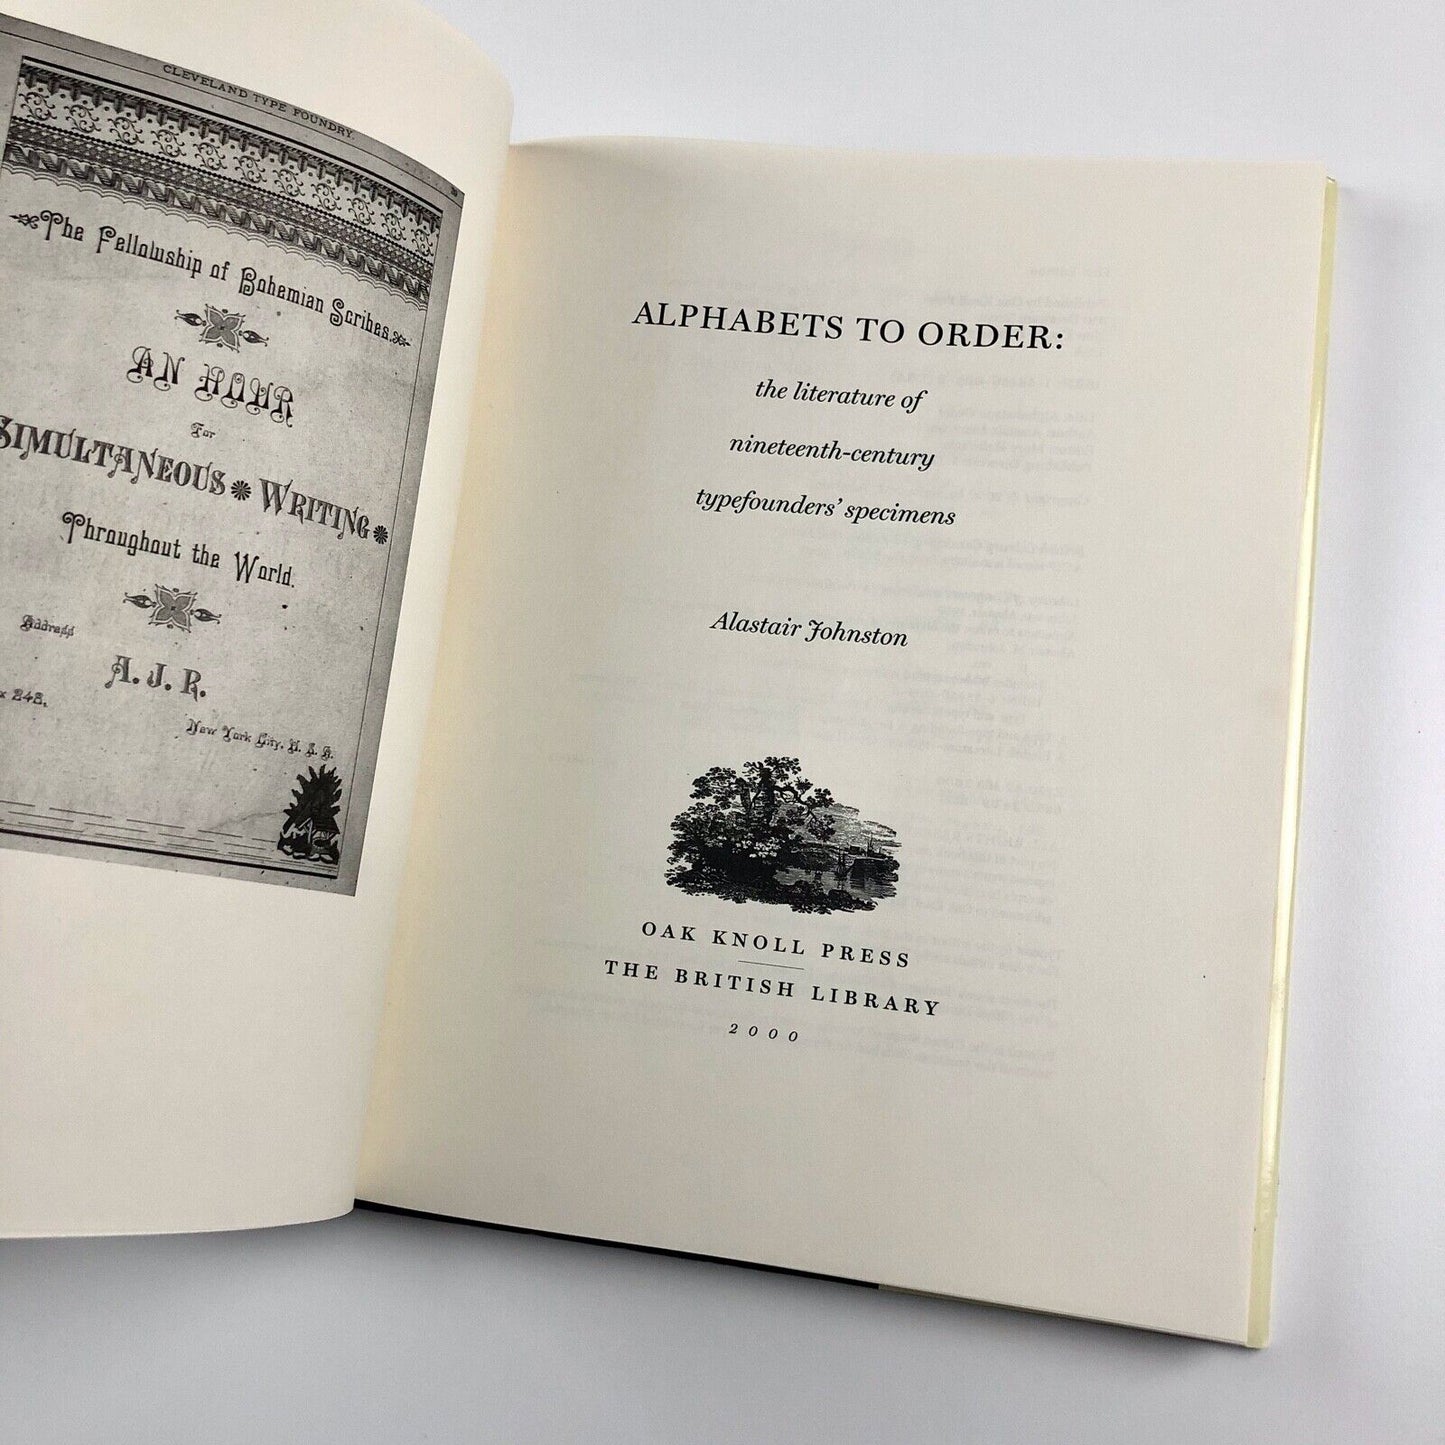 CLEVELAND TYPE FOUNDRY.
The Fellowship of Bohemian Scribes.
AN HOUR
For
SIMULTANEOUS WRITING
Throughout the World.
Address
A. J. R.
x 248,
New York City, U. S. A.
ALPHABETS TO ORDER:
the literature of
nineteenth-century
typefounders' specimens
Alastair Johnston
OAK KNOLL PRESS
THE BRITISH LIBRARY
2000